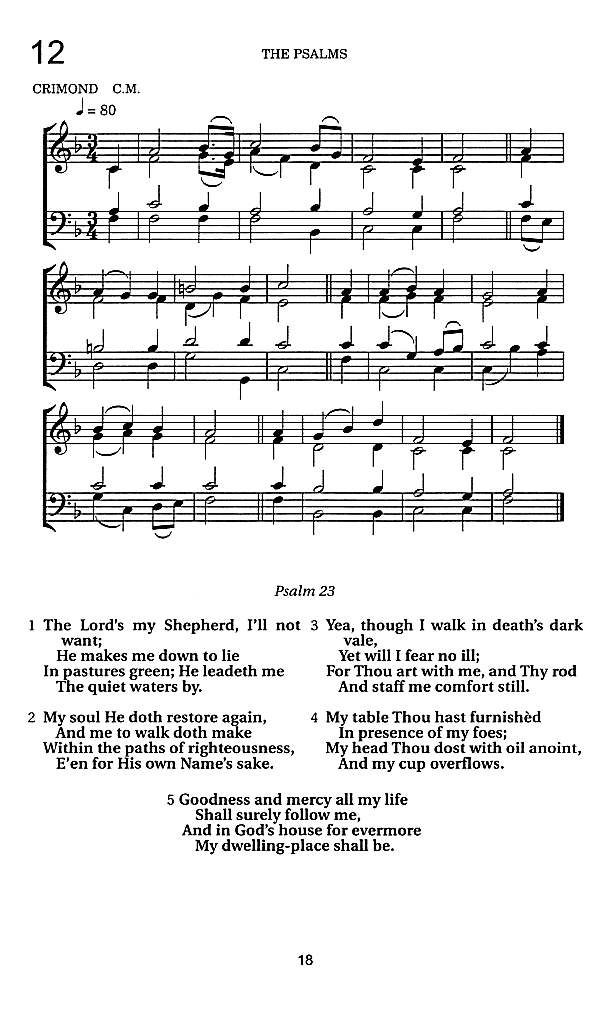 12
THE PSALMS
CRIMOND C.M.
♩ = 80
Psalm 23
1 The Lord's my Shepherd, I'll not
want;
He makes me down to lie
In pastures green; He leadeth me
The quiet waters by.
2 My soul He doth restore again,
And me to walk doth make
Within the paths of righteousness,
E'en for His own Name's sake.
3 Yea, though I walk in death's dark
vale,
Yet will I fear no ill;
For Thou art with me, and Thy rod
And staff me comfort still.
4 My table Thou hast furnishèd
In presence of my foes;
My head Thou dost with oil anoint,
And my cup overflows.
5 Goodness and mercy all my life
Shall surely follow me,
And in God's house for evermore
My dwelling-place shall be.
18